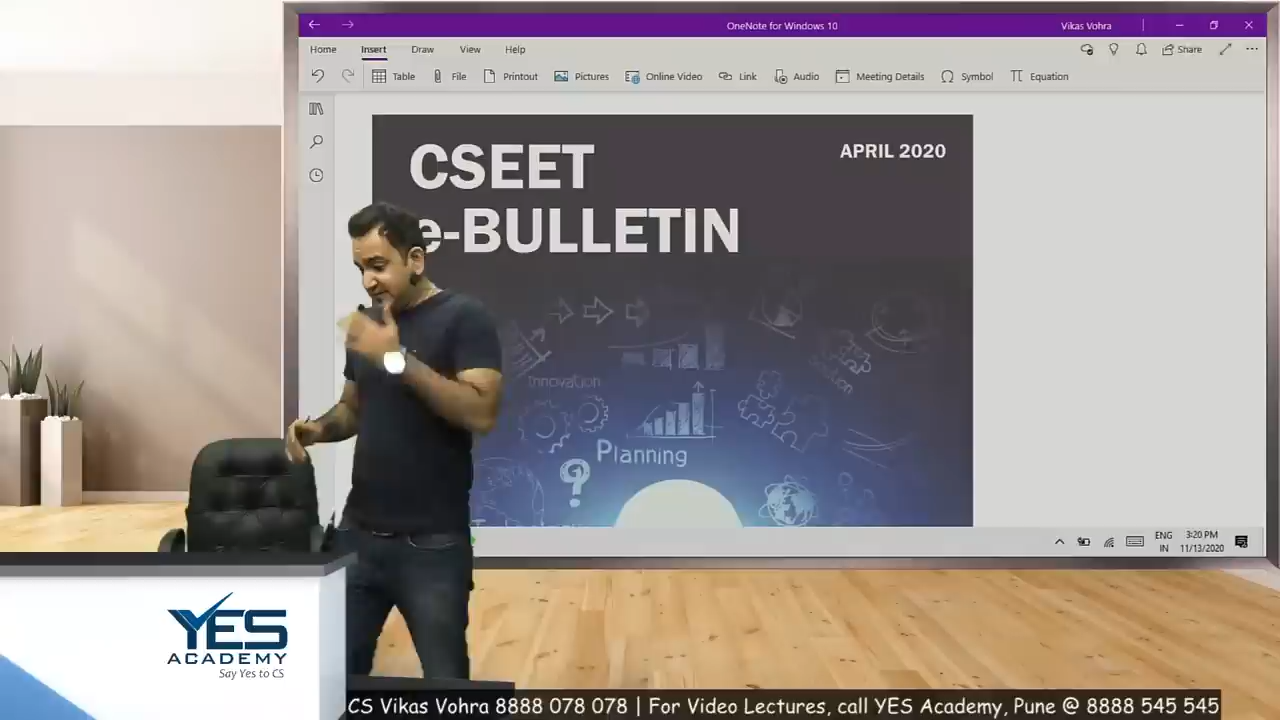 OneNote for Windows 10
Vikas Vohra
Home Insert Draw View Help
Share
Table File Printout Pictures Online Video Link Audio Meeting Details Symbol Equation
CSEET
APRIL 2020
e-BULLETIN
Innovation
Planning
ENG
IN
3:20 PM
11/13/2020
YES
ACADEMY
Say Yes to CS
CS Vikas Vohra 8888 078 078 | For Video Lectures, call YES Academy, Pune @ 8888 545 545